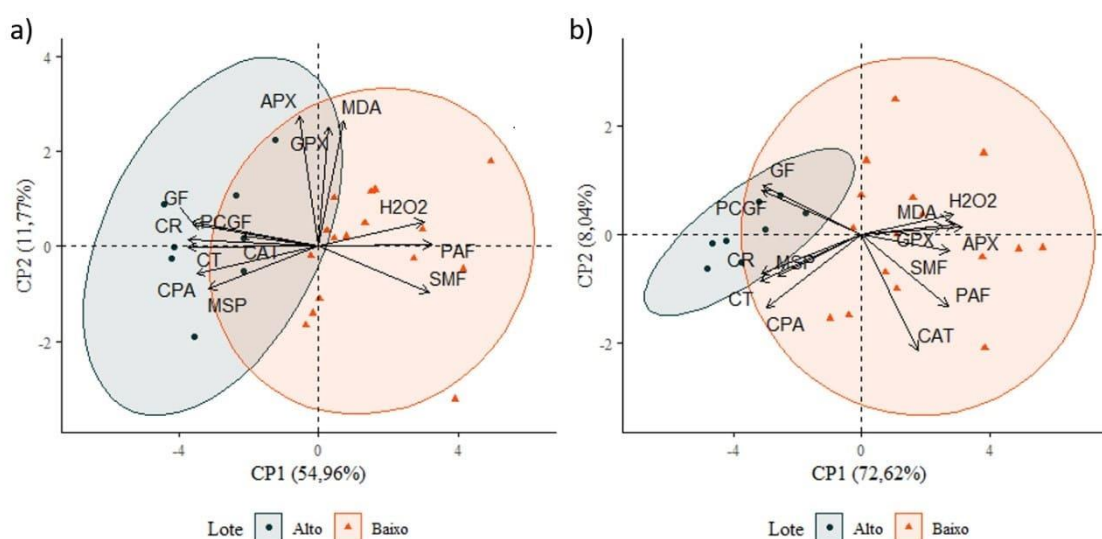 a)
CP2 (11,77%)
4
2
0
-2
APX
MDA
GPX
GF
CR
PCGF
CT
CAT
CPA
MSP
H2O2
PAF
SMF
-4
0
4
CP1 (54,96%)
Lote Alto Baixo
b)
CP2 (8,04%)
2
0
-2
GF
PCGF
MDA
H2O2
GPX
APX
CR
MSP
SMF
CT
PAF
CPA
CAT
-4
0
4
CP1 (72,62%)
Lote Alto Baixo